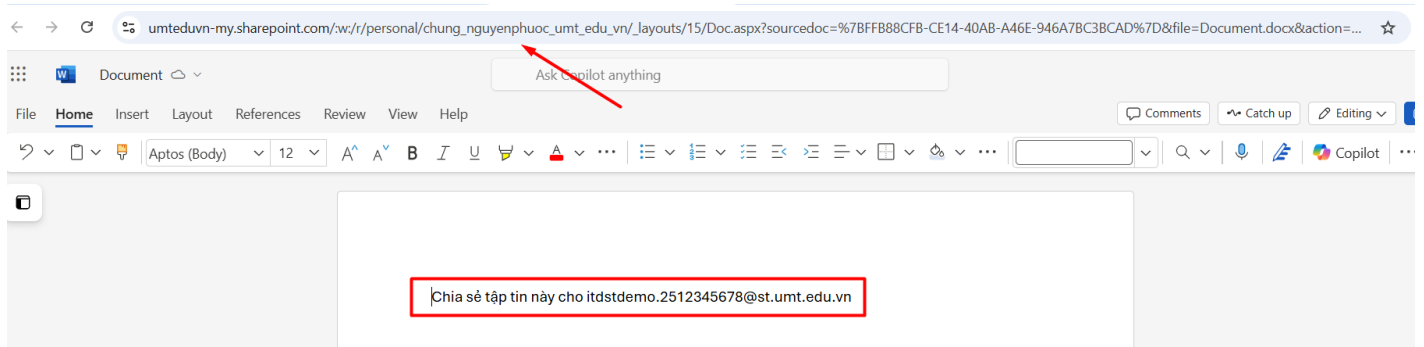 umteduvn-my.sharepoint.com/:w:/r/personal/chung_nguyenphuoc_umt_edu_vn/_layouts/15/Doc.aspx?sourcedoc=%7BFFB88CFB-CE14-40AB-A46E-946A7BC3BCAD%7D&file=Document.docx&action=...
W Document Ask Copilot anything
File Home Insert Layout References Review View Help Comments Catch up Editing
Aptos (Body) 12 A A B I U A Copilot
Chia sẻ tập tin này cho itdstdemo.2512345678@st.umt.edu.vn